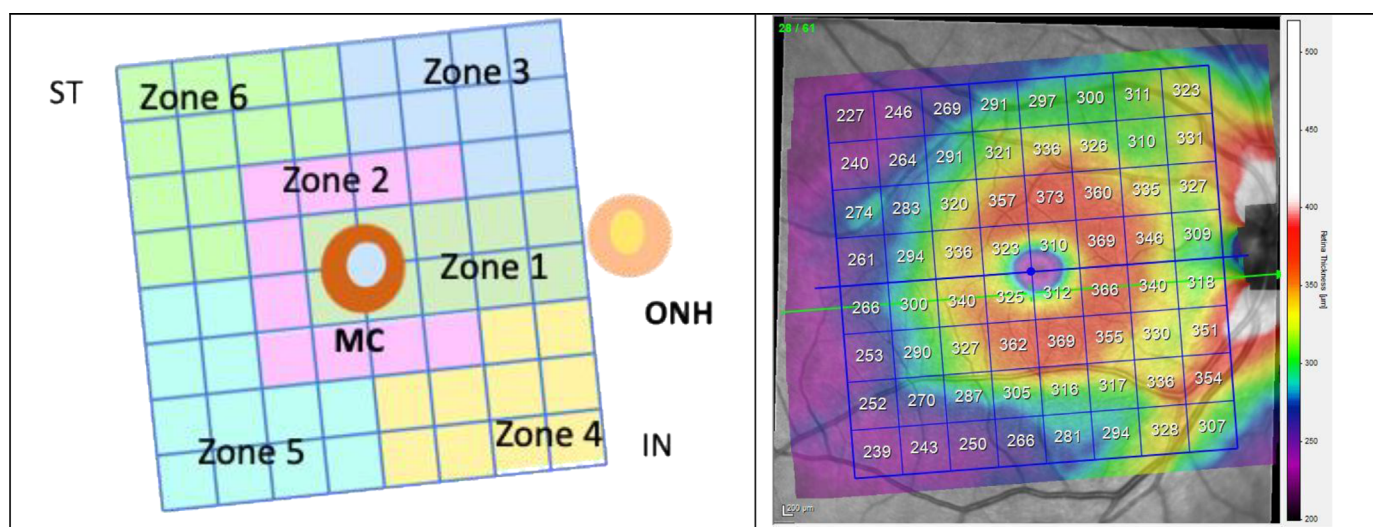 ST
Zone 6
Zone 3
Zone 2
Zone 1
ONH
MC
Zone 5
Zone 4
IN
28 / 61
227 246 269 291 297 300 311 323
240 264 291 321 336 326 310 331
274 283 320 357 373 360 335 327
261 294 336 323 310 369 346 309
266 300 340 325 312 366 340 318
253 290 327 362 369 355 330 351
252 270 287 305 316 317 336 354
239 243 250 266 281 294 328 307
200 µm
500
450
400
350
300
250
200
Retina Thickness [µm]